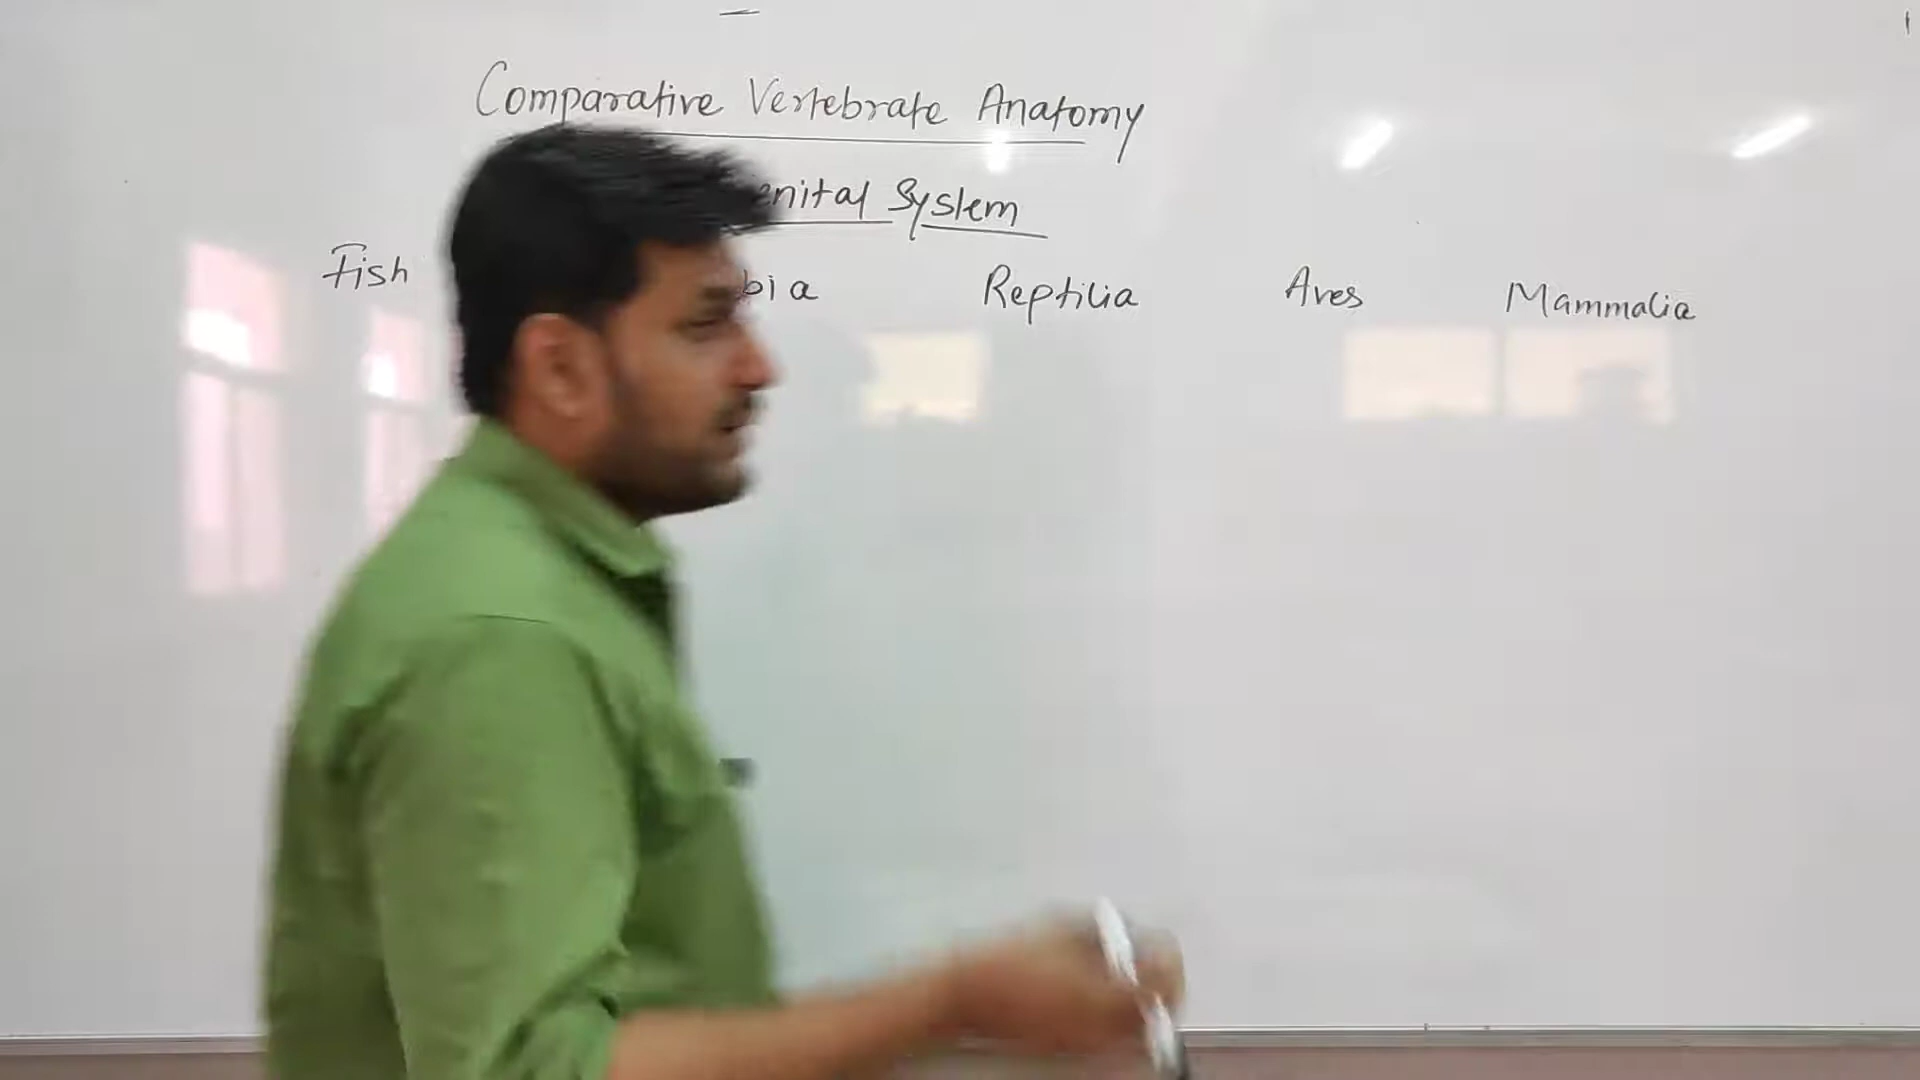 Comparative Vertebrate Anatomy
enital System
Fish bia Reptilia Aves Mammalia